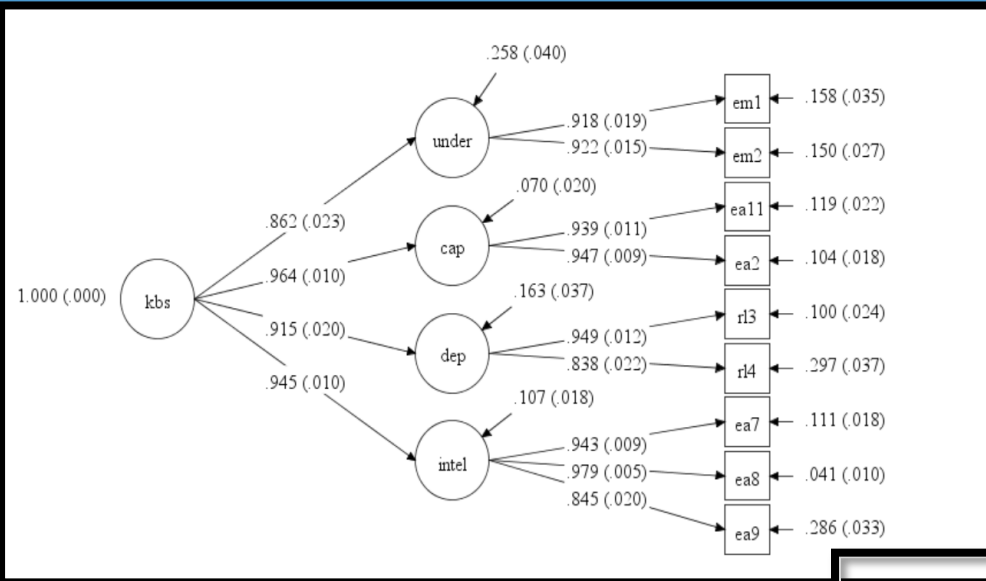 .258 (.040)
under
.918 (.019)
.922 (.015)
em1
.158 (.035)
em2
.150 (.027)
.070 (.020)
cap
.939 (.011)
.947 (.009)
ea11
.119 (.022)
ea2
.104 (.018)
.862 (.023)
.964 (.010)
.915 (.020)
.945 (.010)
1.000 (.000)
kbs
.163 (.037)
dep
.949 (.012)
.838 (.022)
rl3
.100 (.024)
rl4
.297 (.037)
.107 (.018)
intel
.943 (.009)
.979 (.005)
.845 (.020)
ea7
.111 (.018)
ea8
.041 (.010)
ea9
.286 (.033)